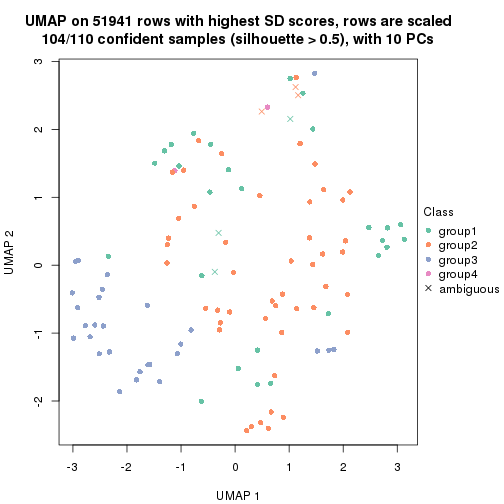 UMAP on 51941 rows with highest SD scores, rows are scaled
104/110 confident samples (silhouette > 0.5), with 10 PCs
3
2
1
0
-1
-2
UMAP 2
-3
-2
-1
0
1
2
3
UMAP 1
Class
group1
group2
group3
group4
ambiguous